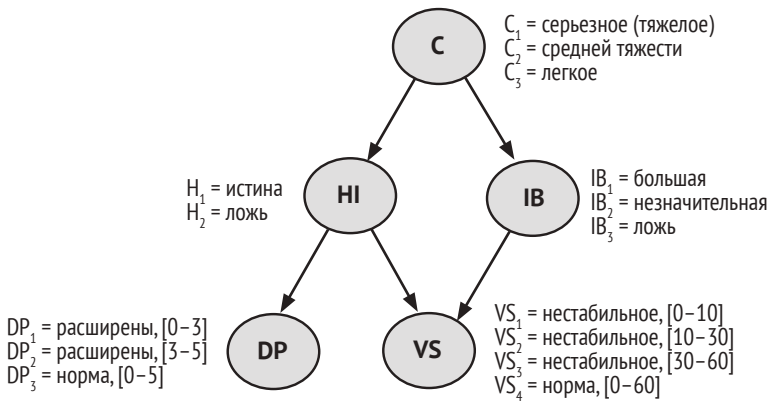 C
C₁ = серьезное (тяжелое)
C₂ = средней тяжести
C₃ = легкое
H₁ = истина
H₂ = ложь
HI
IB
IB₁ = большая
IB₂ = незначительная
IB₃ = ложь
DP₁ = расширены, [0–3]
DP₂ = расширены, [3–5]
DP₃ = норма, [0–5]
DP
VS
VS₁ = нестабильное, [0–10]
VS₂ = нестабильное, [10–30]
VS₃ = нестабильное, [30–60]
VS₄ = норма, [0–60]